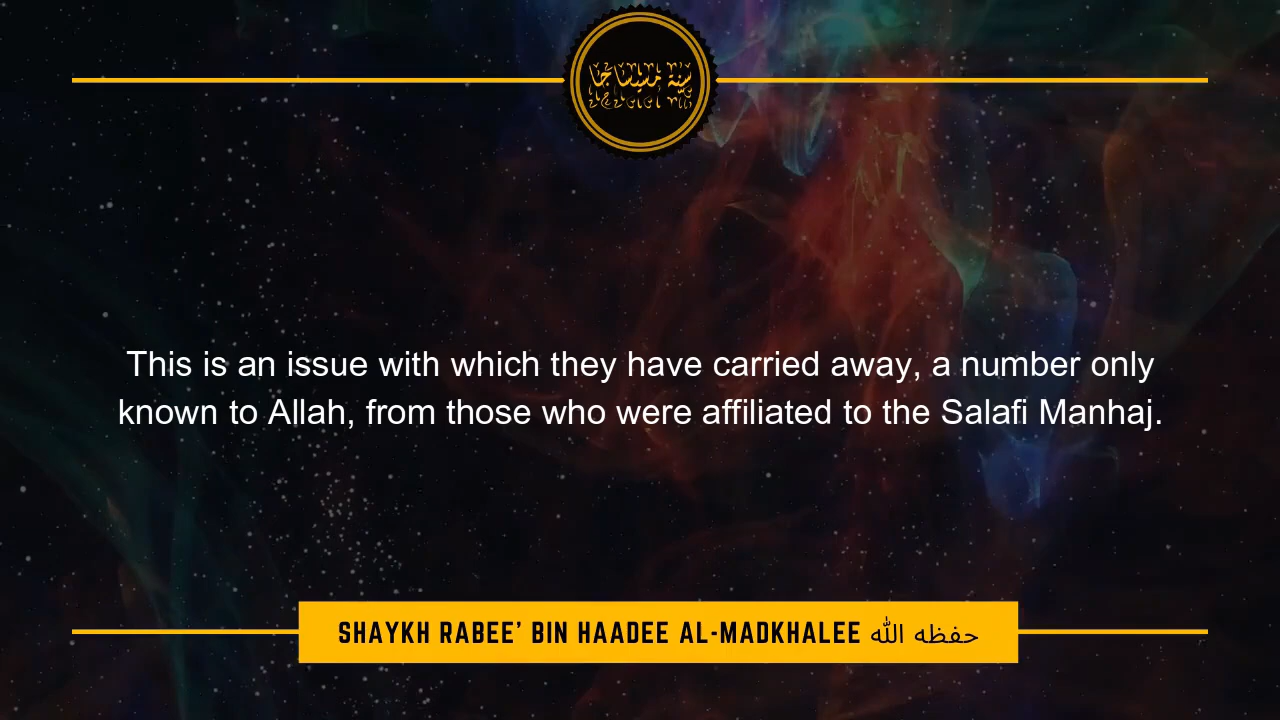 This is an issue with which they have carried away, a number only
known to Allah, from those who were affiliated to the Salafi Manhaj.
SHAYKH RABEE' BIN HAADEE AL-MADKHALEE حفظه الله